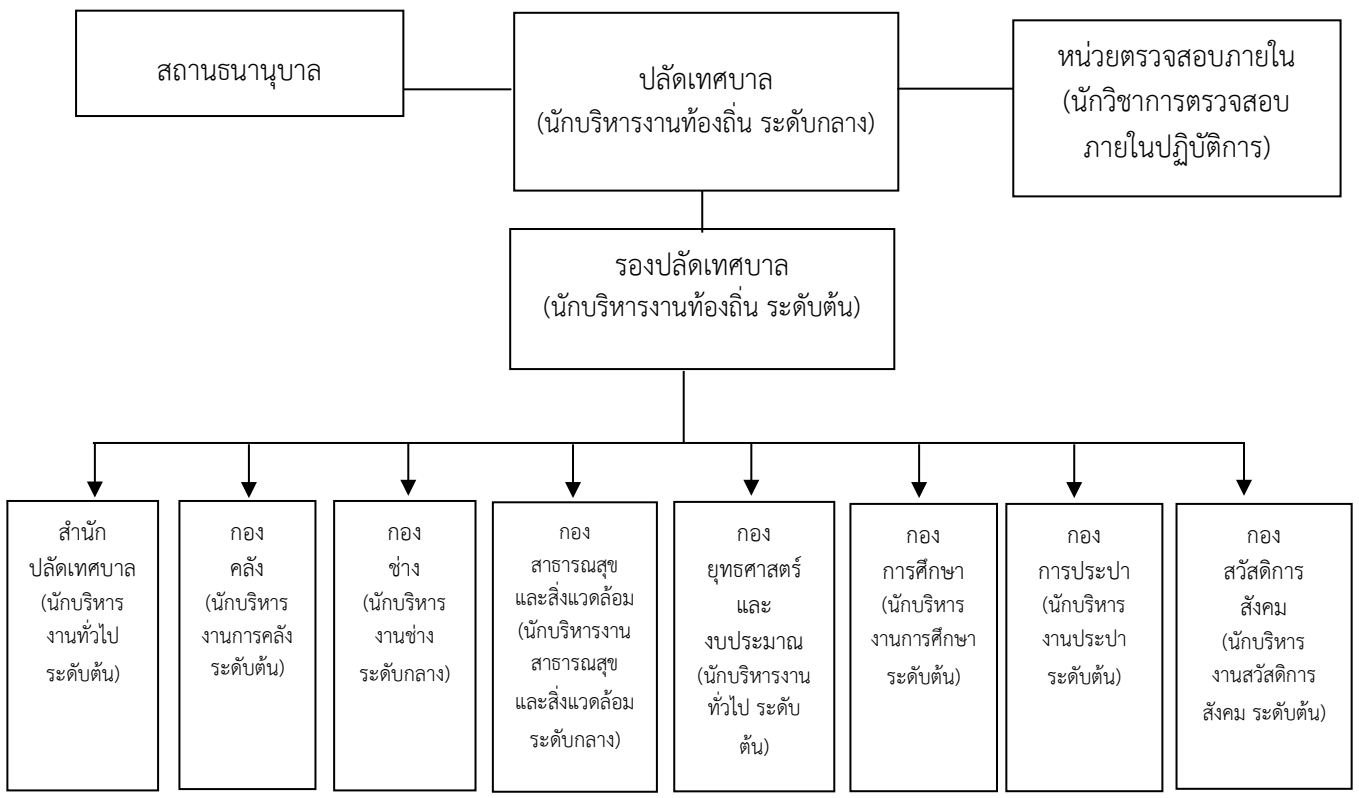 สถานธนานุบาล
ปลัดเทศบาล
(นักบริหารงานท้องถิ่น ระดับกลาง)
หน่วยตรวจสอบภายใน
(นักวิชาการตรวจสอบ
ภายในปฏิบัติการ)
รองปลัดเทศบาล
(นักบริหารงานท้องถิ่น ระดับต้น)
สำนัก
ปลัดเทศบาล
(นักบริหาร
งานทั่วไป
ระดับต้น)
กอง
คลัง
(นักบริหาร
งานการคลัง
ระดับต้น)
กอง
ช่าง
(นักบริหาร
งานช่าง
ระดับกลาง)
กอง
สาธารณสุข
และสิ่งแวดล้อม
(นักบริหารงาน
สาธารณสุข
และสิ่งแวดล้อม
ระดับกลาง)
กอง
ยุทธศาสตร์
และ
งบประมาณ
(นักบริหารงาน
ทั่วไป ระดับ
ต้น)
กอง
การศึกษา
(นักบริหาร
งานการศึกษา
ระดับต้น)
กอง
การประปา
(นักบริหาร
งานประปา
ระดับต้น)
กอง
สวัสดิการ
สังคม
(นักบริหาร
งานสวัสดิการ
สังคม ระดับต้น)